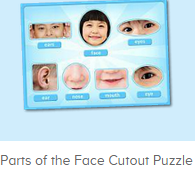 ears
face
eyes
ear
nose
mouth
eye
Parts of the Face Cutout Puzzle